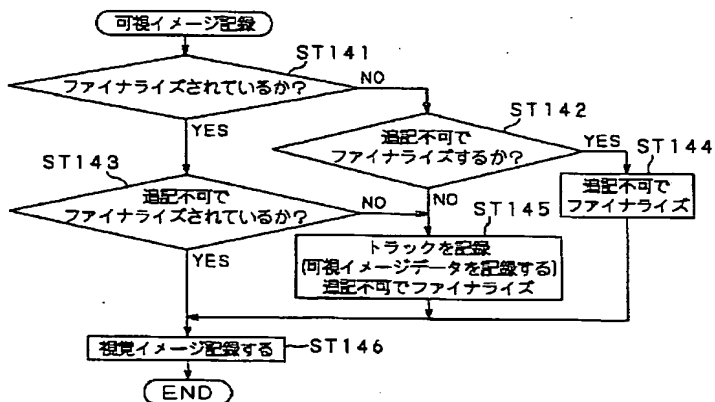 可視イメージ記録
ST141
ファイナライズされているか?
NO
YES
ST142
追記不可で
ファイナライズするか?
YES
NO
ST144
追記不可で
ファイナライズ
ST143
追記不可で
ファイナライズされているか?
NO
YES
ST145
トラックを記録
(可視イメージデータを記録する)
追記不可でファイナライズ
視覚イメージ記録する
ST146
END